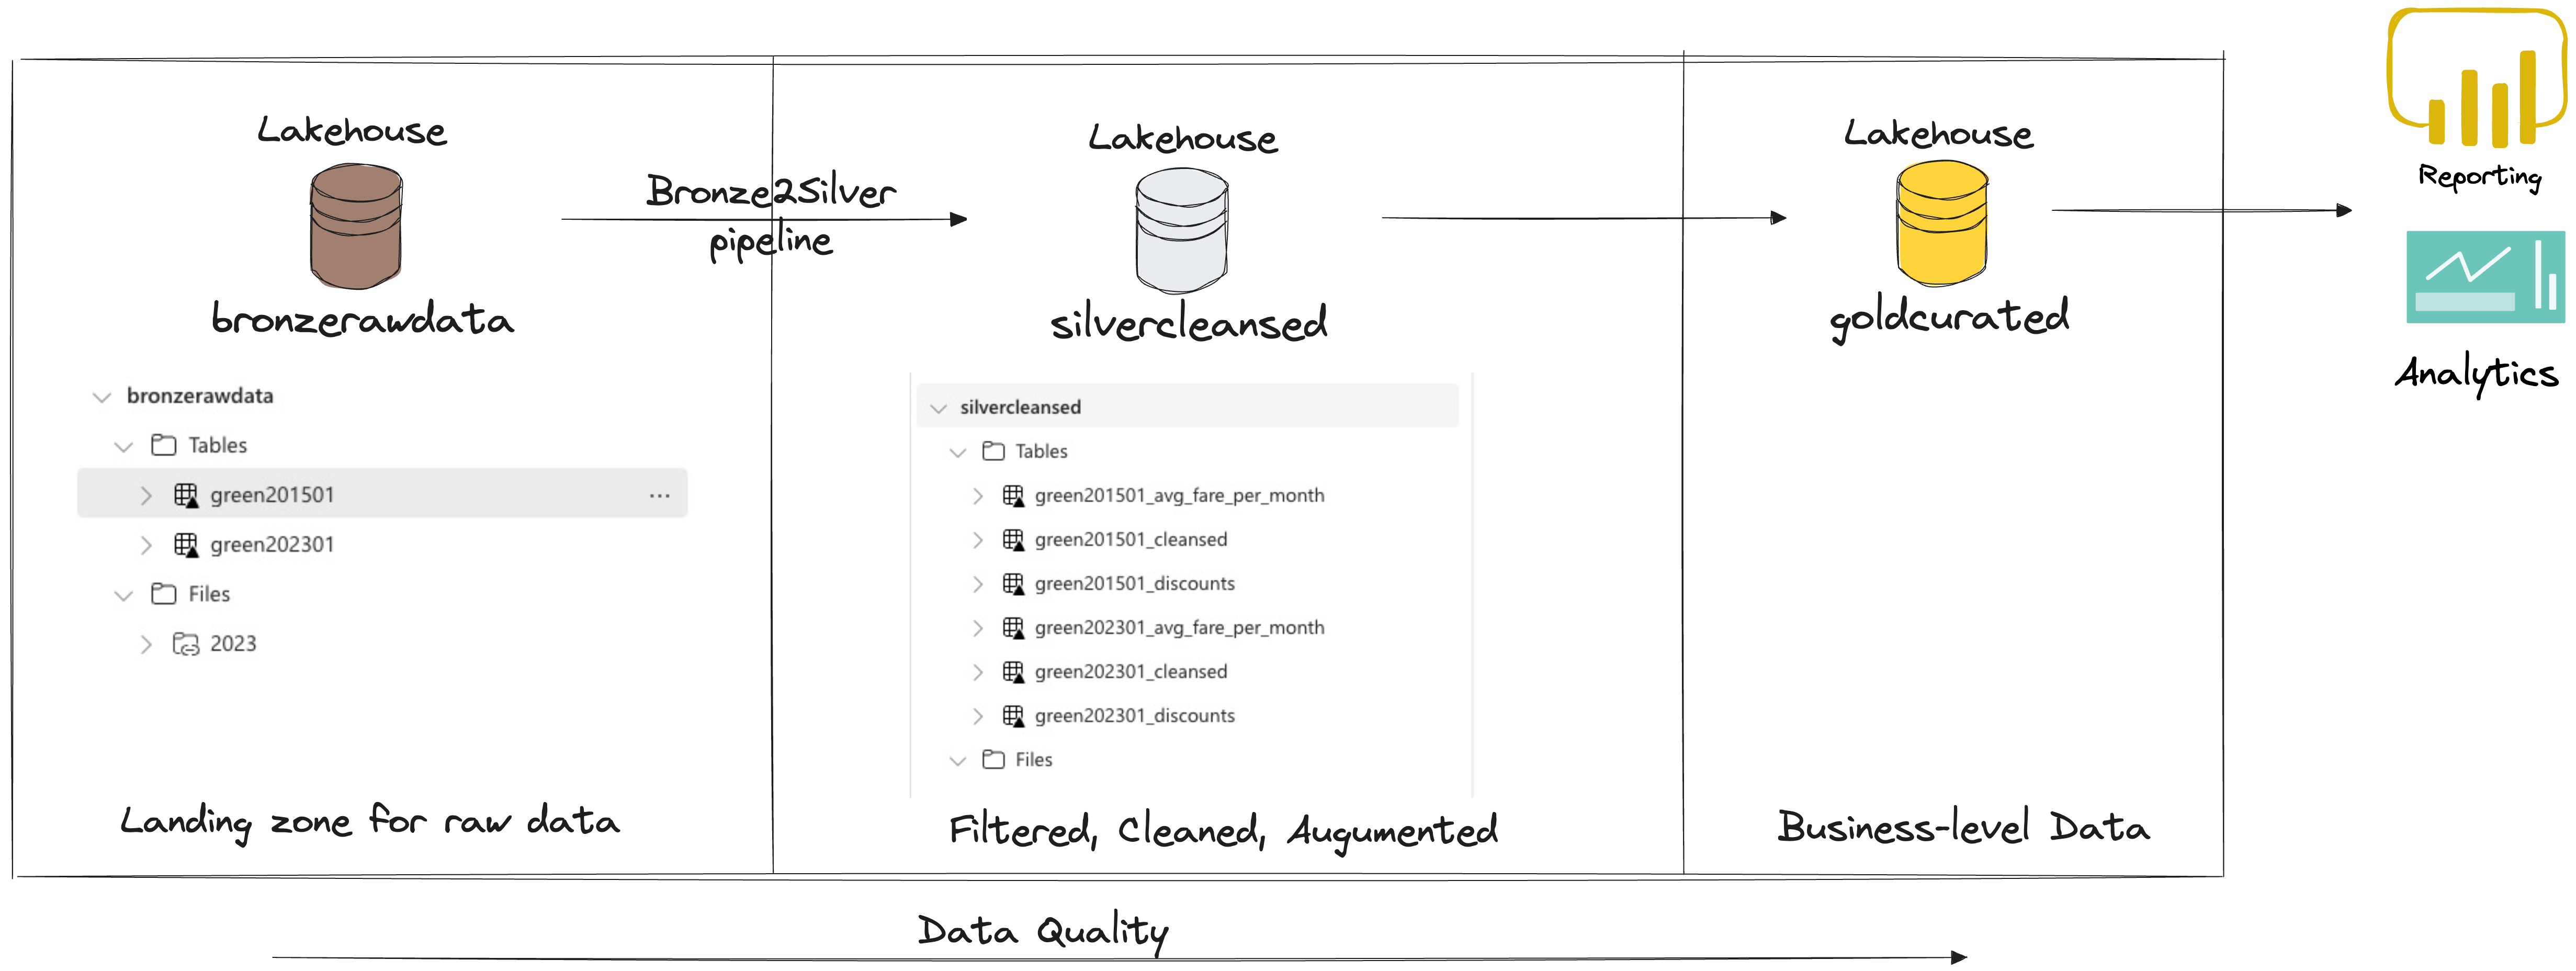 Lakehouse
bronzerawdata
bronzerawdata
Tables
green201501
green202301
Files
2023
Landing zone for raw data
Bronze2Silver
pipeline
Lakehouse
silvercleansed
silvercleansed
Tables
green201501_avg_fare_per_month
green201501_cleansed
green201501_discounts
green202301_avg_fare_per_month
green202301_cleansed
green202301_discounts
Files
Filtered, Cleaned, Augumented
Lakehouse
goldcurated
Business-level Data
Reporting
Analytics
Data Quality